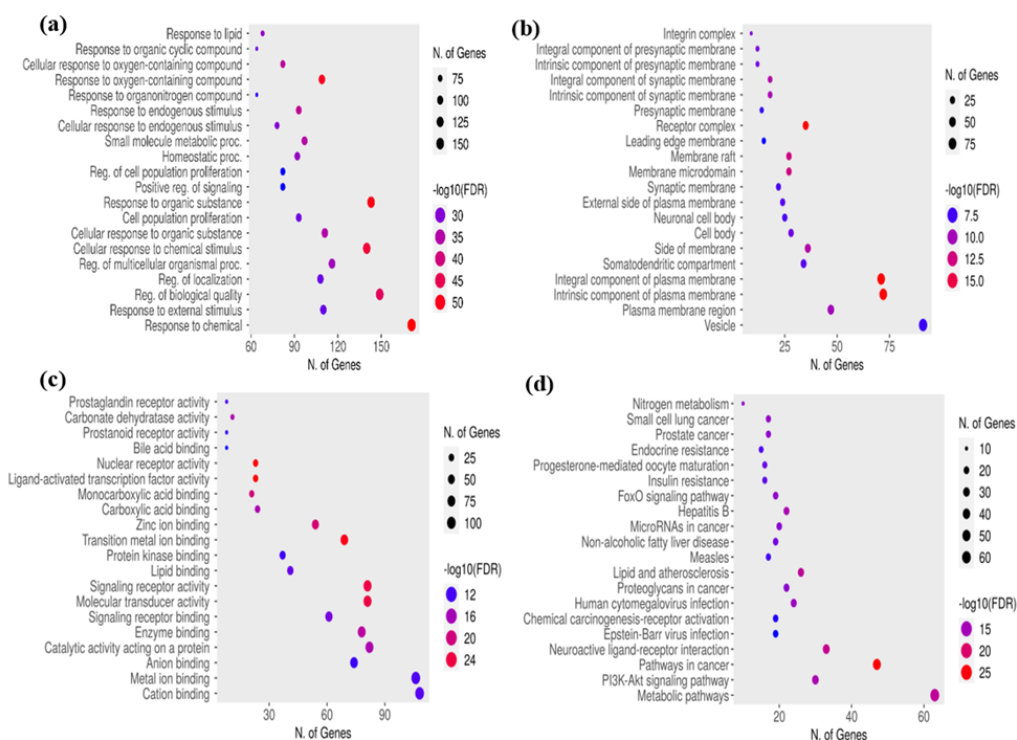 (a)
Response to lipid
Response to organic cyclic compound
Cellular response to oxygen-containing compound
Response to oxygen-containing compound
Response to organonitrogen compound
Response to endogenous stimulus
Cellular response to endogenous stimulus
Small molecule metabolic proc.
Homeostatic proc.
Reg. of cell population proliferation
Positive reg. of signaling
Response to organic substance
Cell population proliferation
Cellular response to organic substance
Cellular response to chemical stimulus
Reg. of multicellular organismal proc.
Reg. of localization
Reg. of biological quality
Response to external stimulus
Response to chemical
60 90 120 150
N. of Genes
N. of Genes
75
100
125
150
-log10(FDR)
30
35
40
45
50
(b)
Integrin complex
Integral component of presynaptic membrane
Intrinsic component of presynaptic membrane
Integral component of synaptic membrane
Intrinsic component of synaptic membrane
Presynaptic membrane
Receptor complex
Leading edge membrane
Membrane raft
Membrane microdomain
Synaptic membrane
External side of plasma membrane
Neuronal cell body
Cell body
Side of membrane
Somatodendritic compartment
Integral component of plasma membrane
Intrinsic component of plasma membrane
Plasma membrane region
Vesicle
25 50 75
N. of Genes
N. of Genes
25
50
75
-log10(FDR)
7.5
10.0
12.5
15.0
(c)
Prostaglandin receptor activity
Carbonate dehydratase activity
Prostanoid receptor activity
Bile acid binding
Nuclear receptor activity
Ligand-activated transcription factor activity
Monocarboxylic acid binding
Carboxylic acid binding
Zinc ion binding
Transition metal ion binding
Protein kinase binding
Lipid binding
Signaling receptor activity
Molecular transducer activity
Signaling receptor binding
Enzyme binding
Catalytic activity acting on a protein
Anion binding
Metal ion binding
Cation binding
30 60 90
N. of Genes
N. of Genes
25
50
75
100
-log10(FDR)
12
16
20
24
(d)
Nitrogen metabolism
Small cell lung cancer
Prostate cancer
Endocrine resistance
Progesterone-mediated oocyte maturation
Insulin resistance
FoxO signaling pathway
Hepatitis B
MicroRNAs in cancer
Non-alcoholic fatty liver disease
Measles
Lipid and atherosclerosis
Proteoglycans in cancer
Human cytomegalovirus infection
Chemical carcinogenesis-receptor activation
Epstein-Barr virus infection
Neuroactive ligand-receptor interaction
Pathways in cancer
PI3K-Akt signaling pathway
Metabolic pathways
20 40 60
N. of Genes
N. of Genes
10
20
30
40
50
60
-log10(FDR)
15
20
25